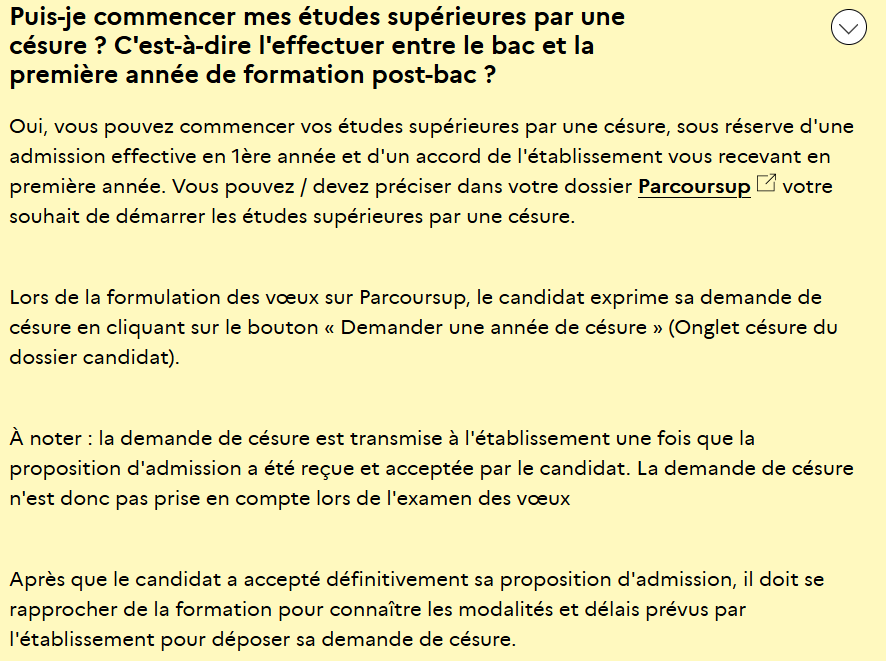 Puis-je commencer mes études supérieures par une
césure ? C'est-à-dire l'effectuer entre le bac et la
première année de formation post-bac ?
Oui, vous pouvez commencer vos études supérieures par une césure, sous réserve d'une
admission effective en 1ère année et d'un accord de l'établissement vous recevant en
première année. Vous pouvez / devez préciser dans votre dossier Parcoursup votre
souhait de démarrer les études supérieures par une césure.
Lors de la formulation des vœux sur Parcoursup, le candidat exprime sa demande de
césure en cliquant sur le bouton « Demander une année de césure » (Onglet césure du
dossier candidat).
À noter : la demande de césure est transmise à l'établissement une fois que la
proposition d'admission a été reçue et acceptée par le candidat. La demande de césure
n'est donc pas prise en compte lors de l'examen des vœux
Après que le candidat a accepté définitivement sa proposition d'admission, il doit se
rapprocher de la formation pour connaître les modalités et délais prévus par
l'établissement pour déposer sa demande de césure.